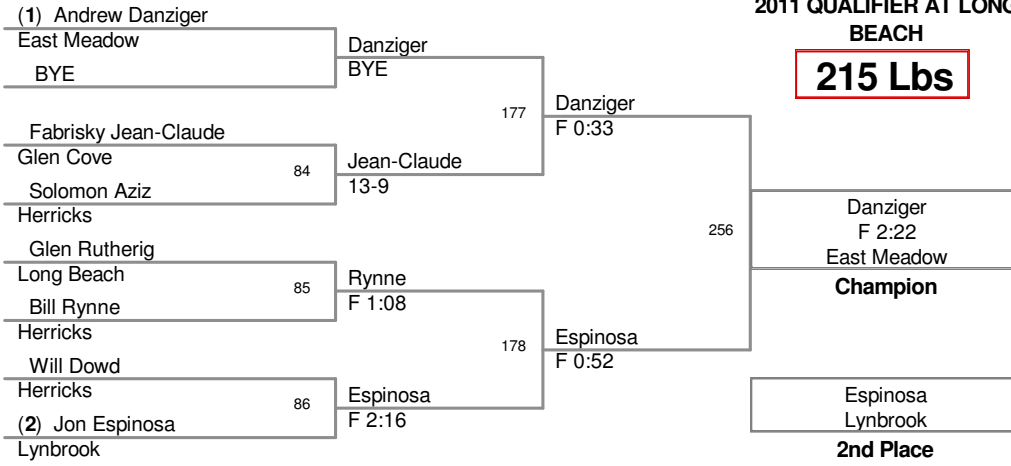 2011 QUALIFIER AT LONG
BEACH
215 Lbs
(1) Andrew Danziger
East Meadow
BYE
Fabrisky Jean-Claude
Glen Cove
Solomon Aziz
Herricks
Glen Rutherig
Long Beach
Bill Rynne
Herricks
Will Dowd
Herricks
(2) Jon Espinosa
Lynbrook
84
85
86
Danziger
BYE
Jean-Claude
13-9
Rynne
F 1:08
Espinosa
F 2:16
177
178
Danziger
F 0:33
Espinosa
F 0:52
256
Danziger
F 2:22
East Meadow
Champion
Espinosa
Lynbrook
2nd Place